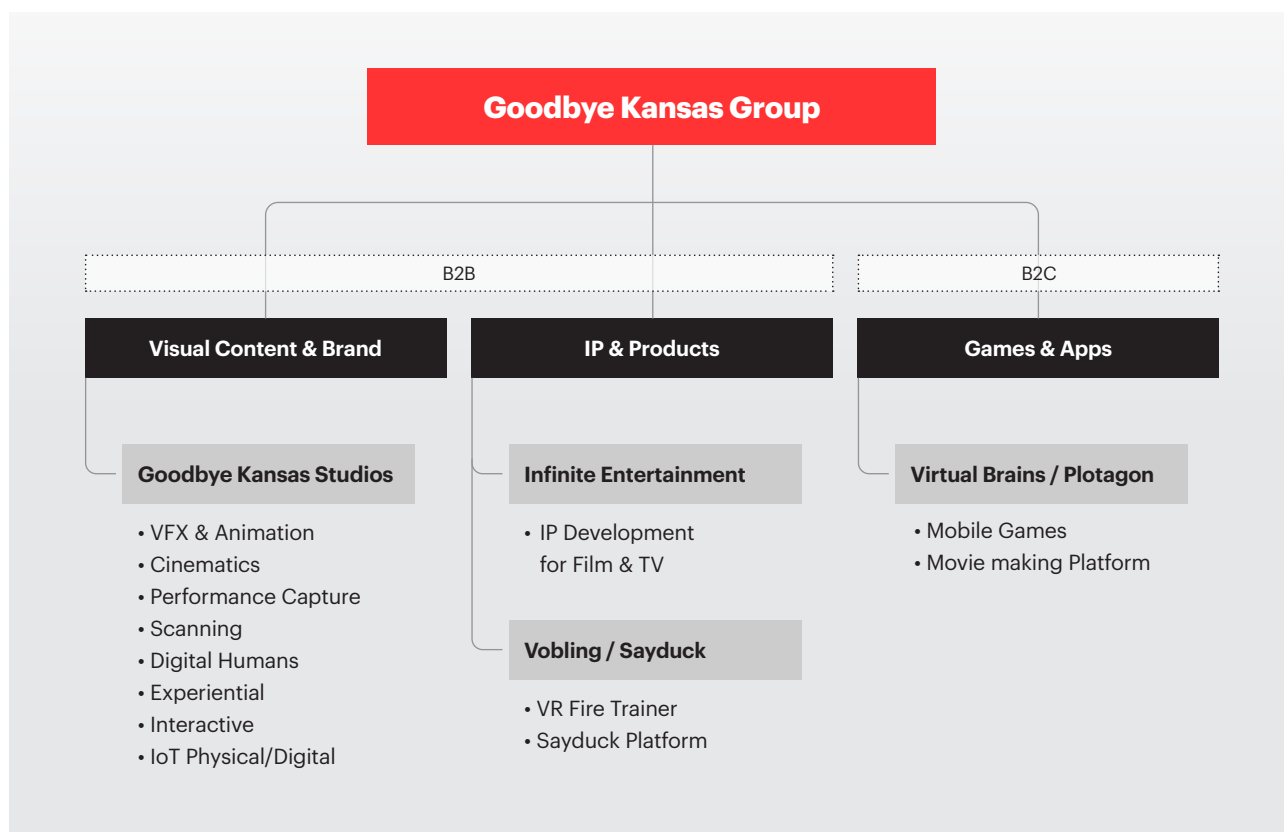 Goodbye Kansas Group
B2B
B2C
Visual Content & Brand
IP & Products
Games & Apps
Goodbye Kansas Studios
• VFX & Animation
• Cinematics
• Performance Capture
• Scanning
• Digital Humans
• Experiential
• Interactive
• IoT Physical/Digital
Infinite Entertainment
• IP Development
for Film & TV
Vobling / Sayduck
• VR Fire Trainer
• Sayduck Platform
Virtual Brains / Plotagon
• Mobile Games
• Movie making Platform